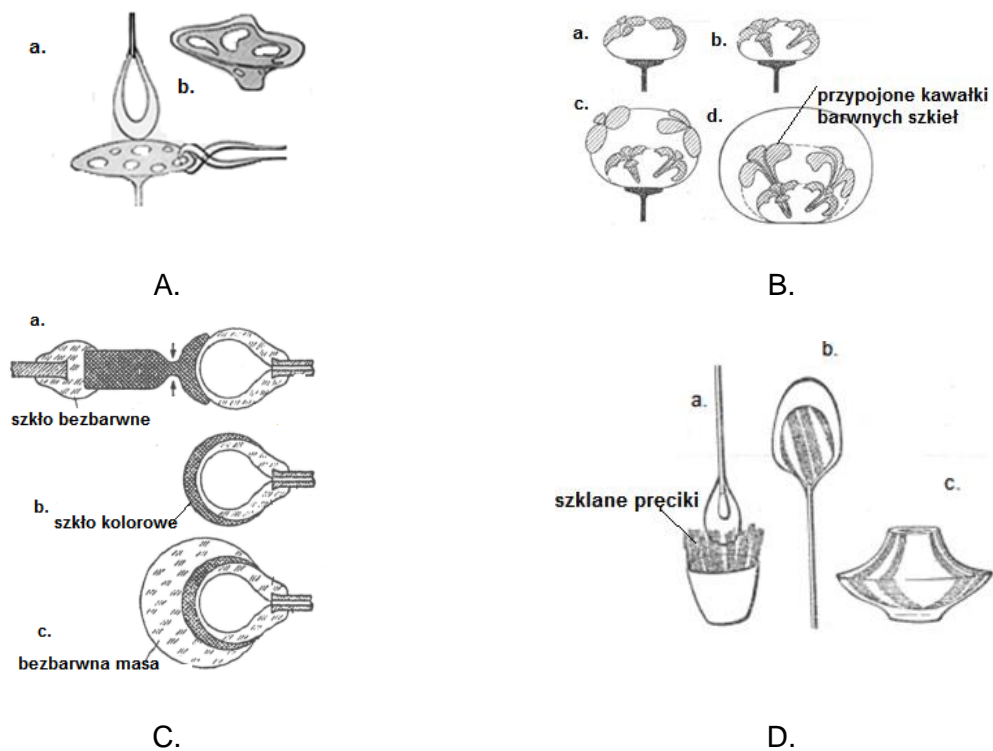 a.
b.
A.
a.
b.
c.
d.
przypojone kawałki
barwnych szkieł
B.
a.
szkło bezbarwne
b.
szkło kolorowe
c.
bezbarwna masa
C.
a.
b.
szklane pręciki
c.
D.